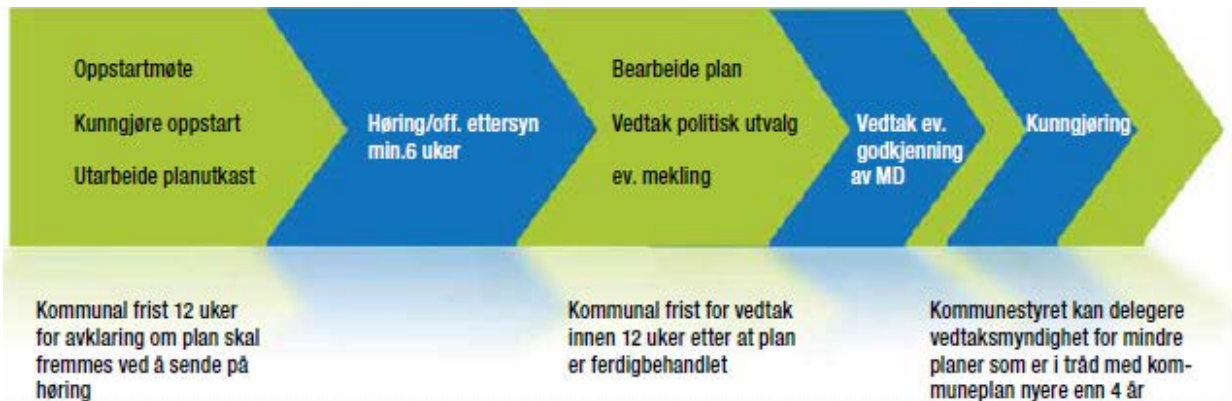 Oppstartmøte
Kunngjøre oppstart
Utarbeide planutkast
Høring/off. ettersyn
min.6 uker
Bearbeide plan
Vedtak politisk utvalg
ev. mekling
Vedtak ev.
godkjenning
av MD
Kunngjøring
Kommunal frist 12 uker
for avklaring om plan skal
fremmes ved å sende på
høring
Kommunal frist for vedtak
innen 12 uker etter at plan
er ferdigbehandlet
Kommunestyret kan delegere
vedtaksmyndighet for mindre
planer som er i tråd med kom-
muneplan nyere enn 4 år